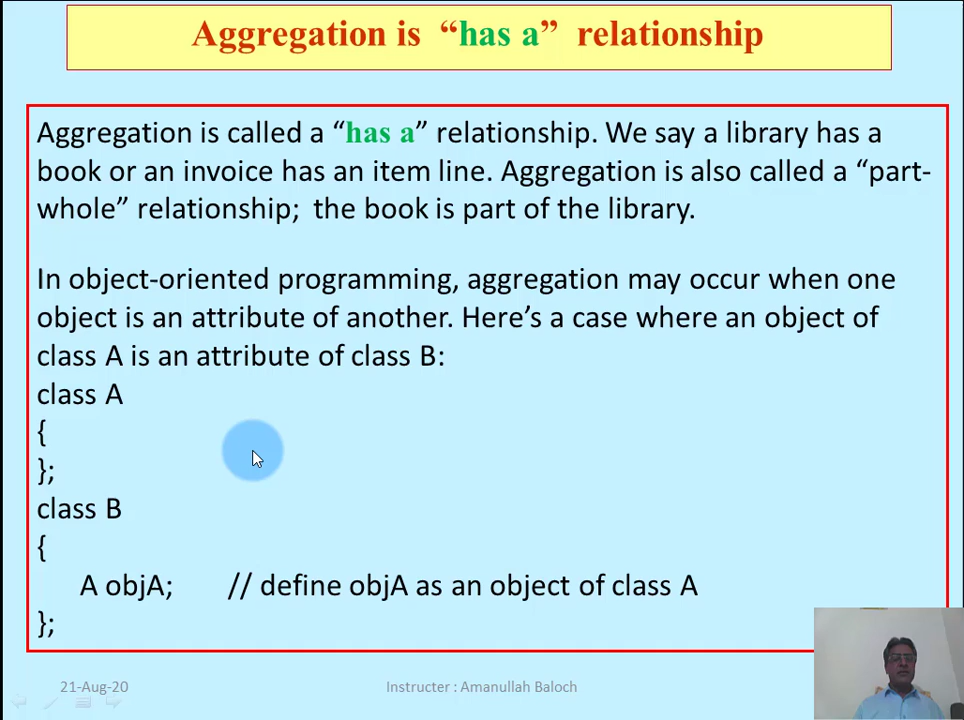 Aggregation is “has a” relationship
Aggregation is called a “has a” relationship. We say a library has a
book or an invoice has an item line. Aggregation is also called a “part-
whole” relationship; the book is part of the library.
In object-oriented programming, aggregation may occur when one
object is an attribute of another. Here’s a case where an object of
class A is an attribute of class B:
class A
{
};
class B
{
A objA; // define objA as an object of class A
};
21-Aug-20
Instructer : Amanullah Baloch